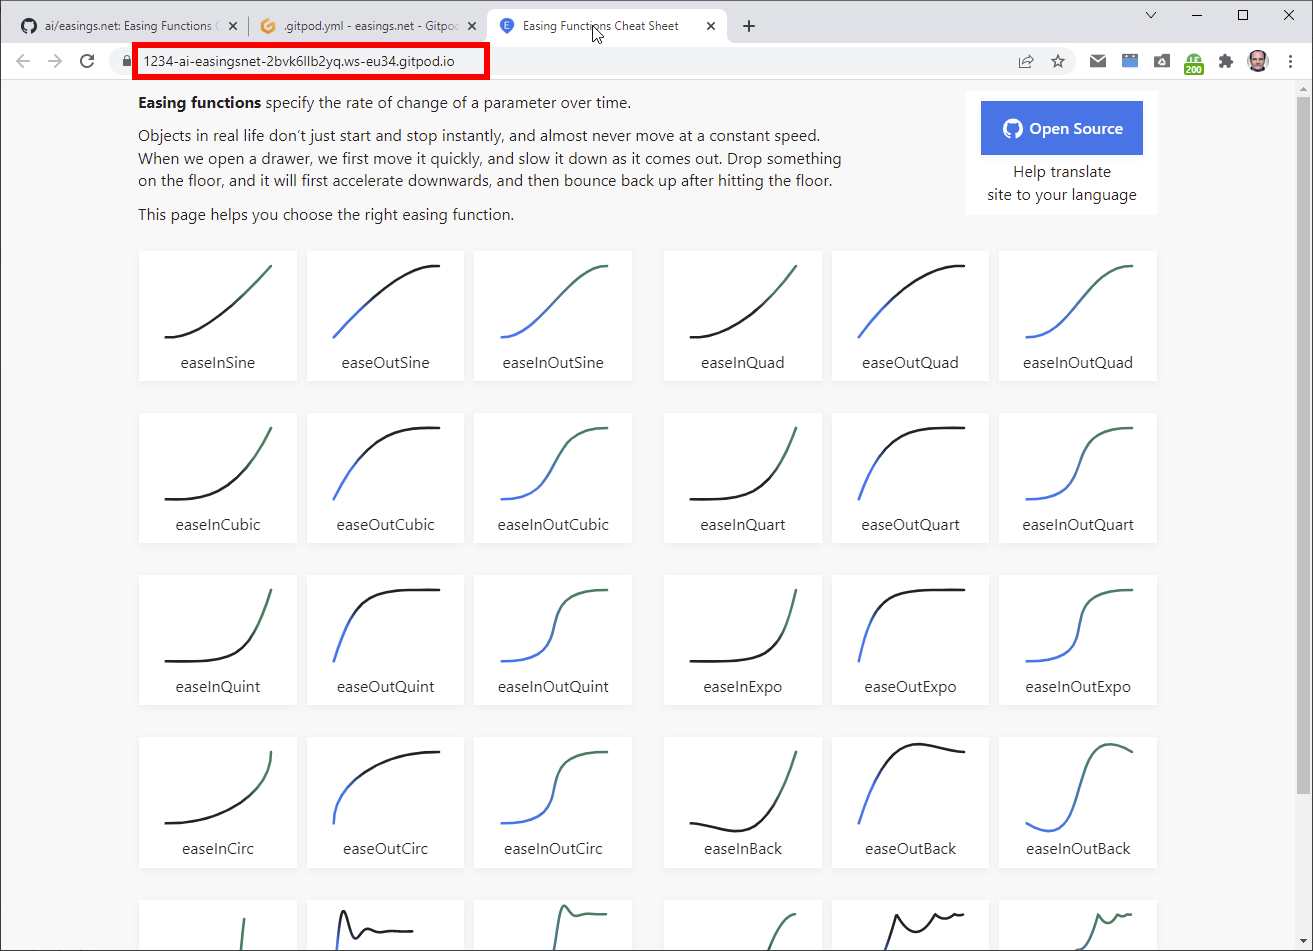 ai/easings.net: Easing Functions
.gitpod.yml - easings.net - Gitpod
Easing Functions Cheat Sheet
1234-ai-easingsnet-2bvk6llb2yq.ws-eu34.gitpod.io
200
Easing functions specify the rate of change of a parameter over time.
Objects in real life don’t just start and stop instantly, and almost never move at a constant speed.
When we open a drawer, we first move it quickly, and slow it down as it comes out. Drop something
on the floor, and it will first accelerate downwards, and then bounce back up after hitting the floor.
This page helps you choose the right easing function.
Open Source
Help translate
site to your language
easeInSine easeOutSine easeInOutSine easeInQuad easeOutQuad easeInOutQuad
easeInCubic easeOutCubic easeInOutCubic easeInQuart easeOutQuart easeInOutQuart
easeInQuint easeOutQuint easeInOutQuint easeInExpo easeOutExpo easeInOutExpo
easeInCirc easeOutCirc easeInOutCirc easeInBack easeOutBack easeInOutBack